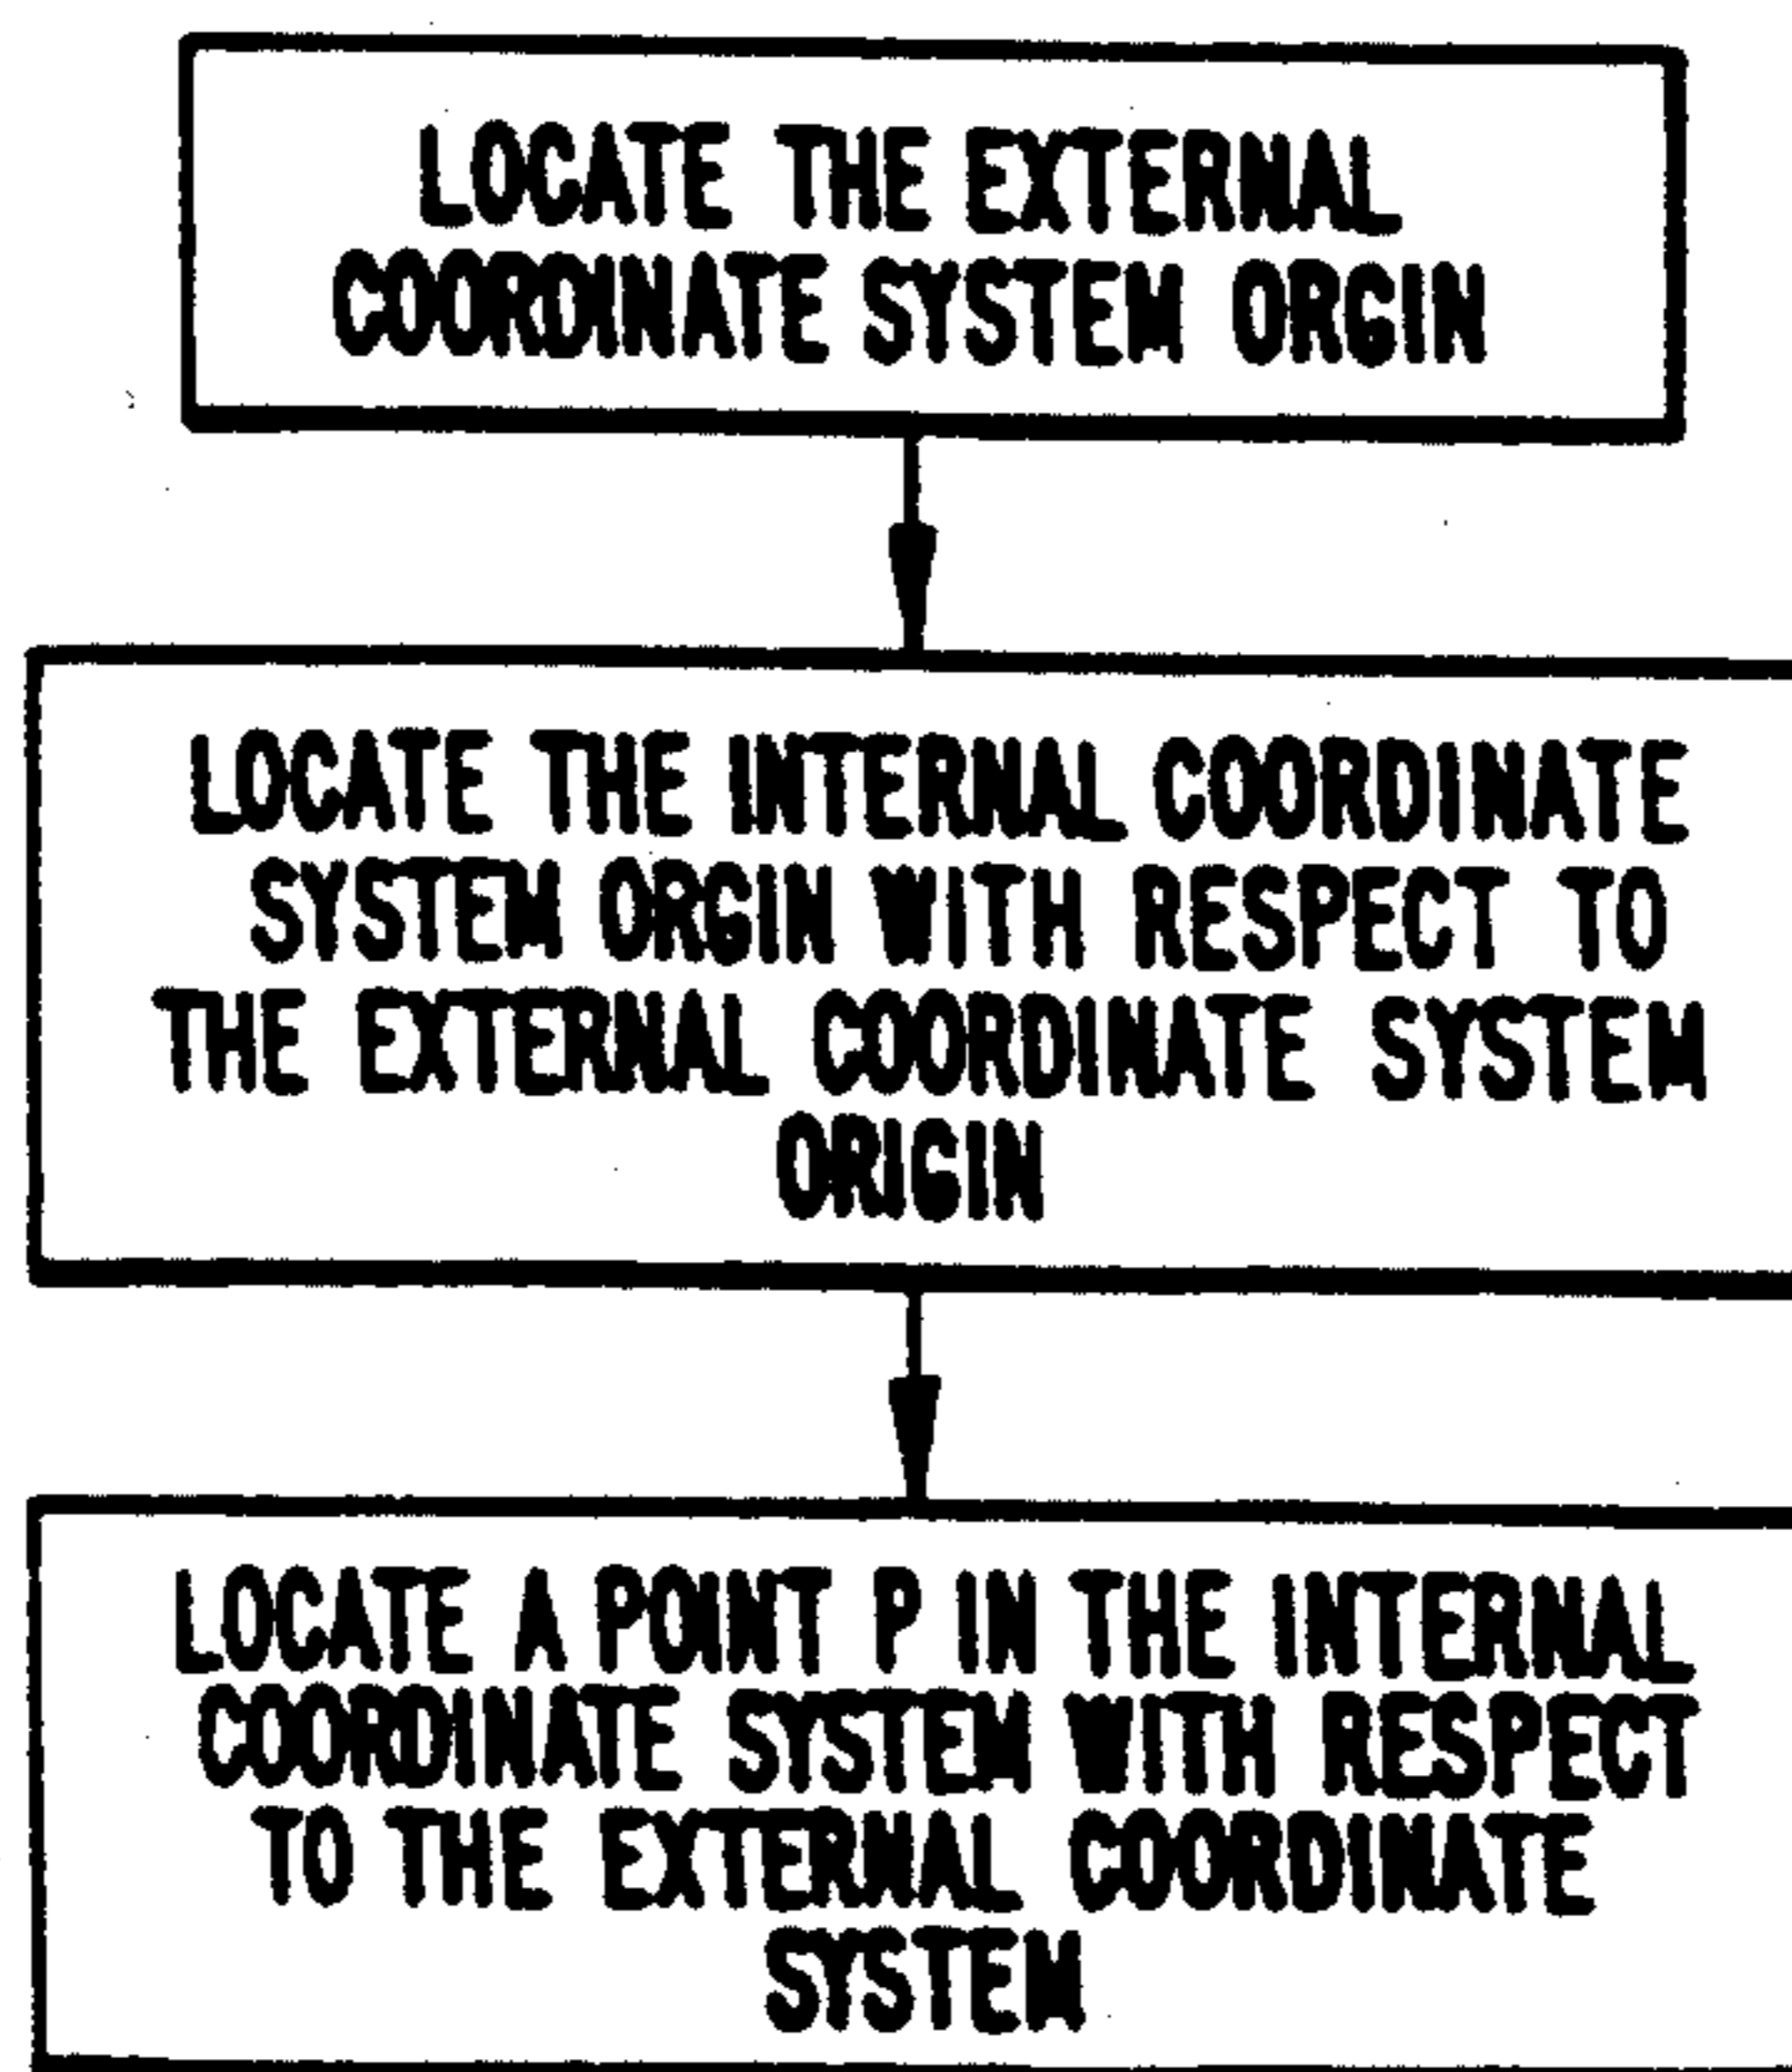 LOCATE THE EXTERNAL
COORDINATE SYSTEM ORGIN
LOCATE THE INTERNAL COORDINATE
SYSTEM ORGIN WITH RESPECT TO
THE EXTERNAL COORDINATE SYSTEM
ORIGIN
LOCATE A POINT P IN THE INTERNAL
COORDINATE SYSTEM WITH RESPECT
TO THE EXTERNAL COORDINATE
SYSTEM